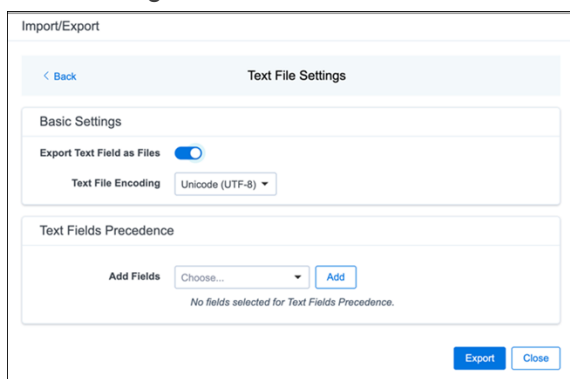 Import/Export
Back
Text File Settings
Basic Settings
Export Text Field as Files
Text File Encoding Unicode (UTF-8)
Text Fields Precedence
Add Fields Choose... Add
No fields selected for Text Fields Precedence.
Export Close